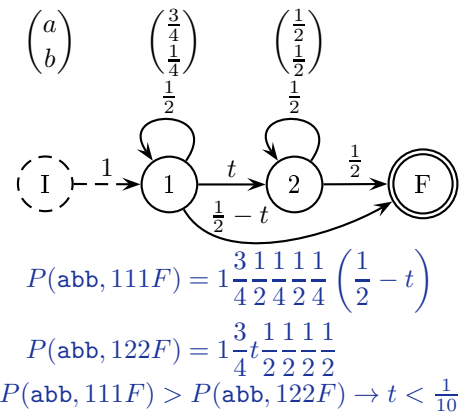 (a b) (3/4 1/4) (1/2 1/2)
1/2 1/2
I 1 1 t 2 1/2 F
1/2 − t
P(abb, 111F) = 1 3/4 1/2 1/4 1/2 1/4 (1/2 − t)
P(abb, 122F) = 1 3/4 t 1/2 1/2 1/2 1/2
P(abb, 111F) > P(abb, 122F) → t < 1/10